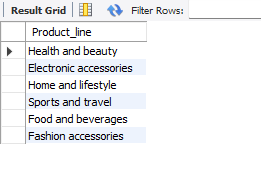 Result Grid Filter Rows:
Product_line
Health and beauty
Electronic accessories
Home and lifestyle
Sports and travel
Food and beverages
Fashion accessories